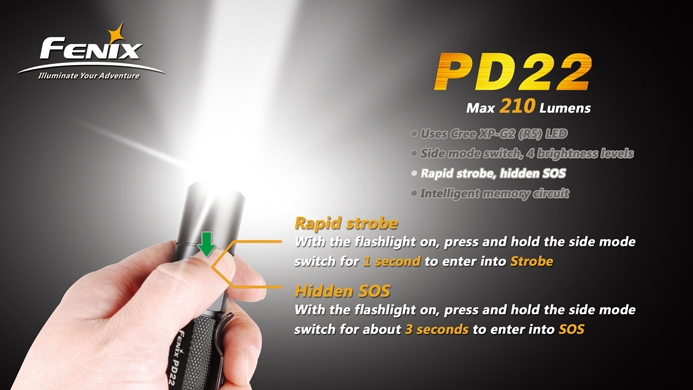 FENIX
Illuminate Your Adventure
PD22
Max 210 Lumens
• Uses Cree XP-G2 (R5) LED
• Side mode switch, 4 brightness levels
• Rapid strobe, hidden SOS
• Intelligent memory circuit
Rapid strobe
With the flashlight on, press and hold the side mode
switch for 1 second to enter into Strobe
Hidden SOS
With the flashlight on, press and hold the side mode
switch for about 3 seconds to enter into SOS
FENIX PD22